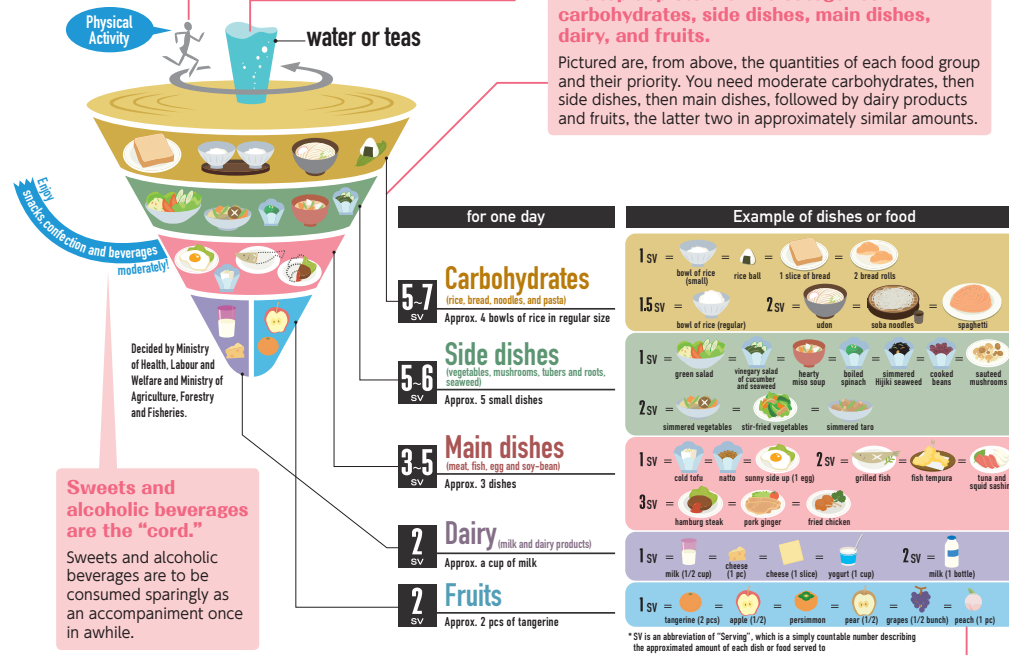 carbohydrates, side dishes, main dishes,
dairy, and fruits.
Pictured are, from above, the quantities of each food group
and their priority. You need moderate carbohydrates, then
side dishes, then main dishes, followed by dairy products
and fruits, the latter two in approximately similar amounts.
Physical
Activity
water or teas
Enjoy
snacks, confection and beverages
moderately!
Decided by Ministry
of Health, Labour and
Welfare and Ministry of
Agriculture, Forestry
and Fisheries.
Sweets and
alcoholic beverages
are the “cord.”
Sweets and alcoholic
beverages are to be
consumed sparingly as
an accompaniment once
in awhile.
for one day
5~7
SV
Carbohydrates
(rice, bread, noodles, and pasta)
Approx. 4 bowls of rice in regular size
5~6
SV
Side dishes
(vegetables, mushrooms, tubers and roots,
seaweed)
Approx. 5 small dishes
3~5
SV
Main dishes
(meat, fish, egg and soy-bean)
Approx. 3 dishes
2
SV
Dairy (milk and dairy products)
Approx. a cup of milk
2
SV
Fruits
Approx. 2 pcs of tangerine
Example of dishes or food
1 SV = bowl of rice (small) = rice ball = 1 slice of bread = 2 bread rolls
1.5 SV = bowl of rice (regular) 2 SV = udon = soba noodles = spaghetti
1 SV = green salad = vinegary salad of cucumber and seaweed = hearty miso soup = boiled spinach = simmered Hijiki seaweed = cooked beans = sauteed mushrooms
2 SV = simmered vegetables = stir-fried vegetables = simmered taro
1 SV = cold tofu = natto = sunny side up (1 egg) 2 SV = grilled fish = fish tempura = tuna and squid
3 SV = hamburg steak = pork ginger = fried chicken
1 SV = milk (1/2 cup) = cheese (1 pc) = cheese (1 slice) = yogurt (1 cup) 2 SV = milk (1 bottle)
1 SV = tangerine (2 pcs) = apple (1/2) = persimmon = pear (1/2) = grapes (1/2 bunch) = peach (1 pc)
* SV is an abbreviation of “Serving”, which is a simply countable number describing
the approximated amount of each dish or food served to